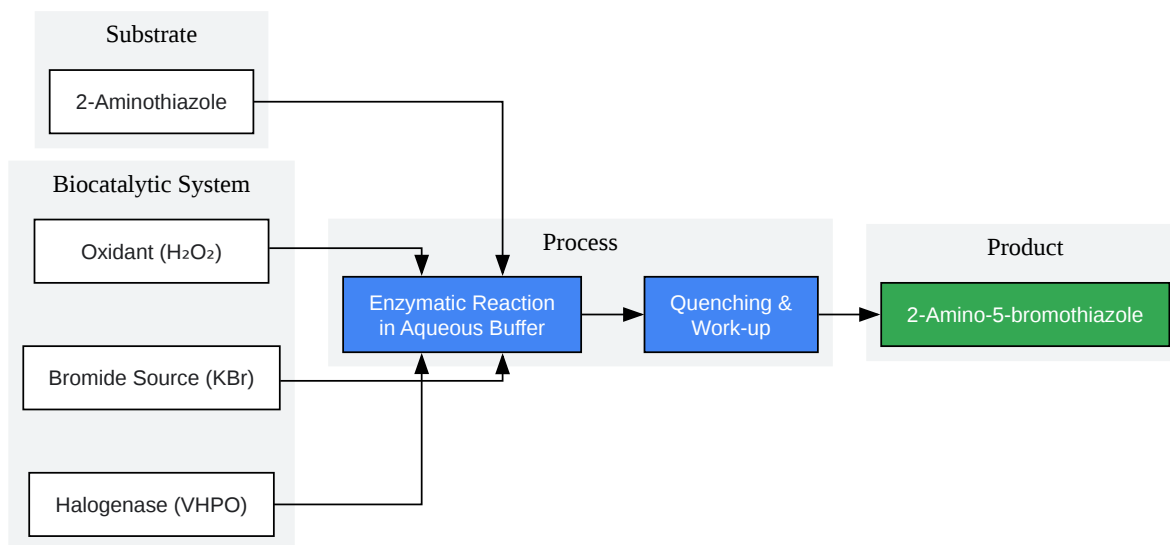 Substrate
2-Aminothiazole
Biocatalytic System
Oxidant (H₂O₂)
Bromide Source (KBr)
Halogenase (VHPO)
Process
Enzymatic Reaction
in Aqueous Buffer
Quenching &
Work-up
Product
2-Amino-5-bromothiazole